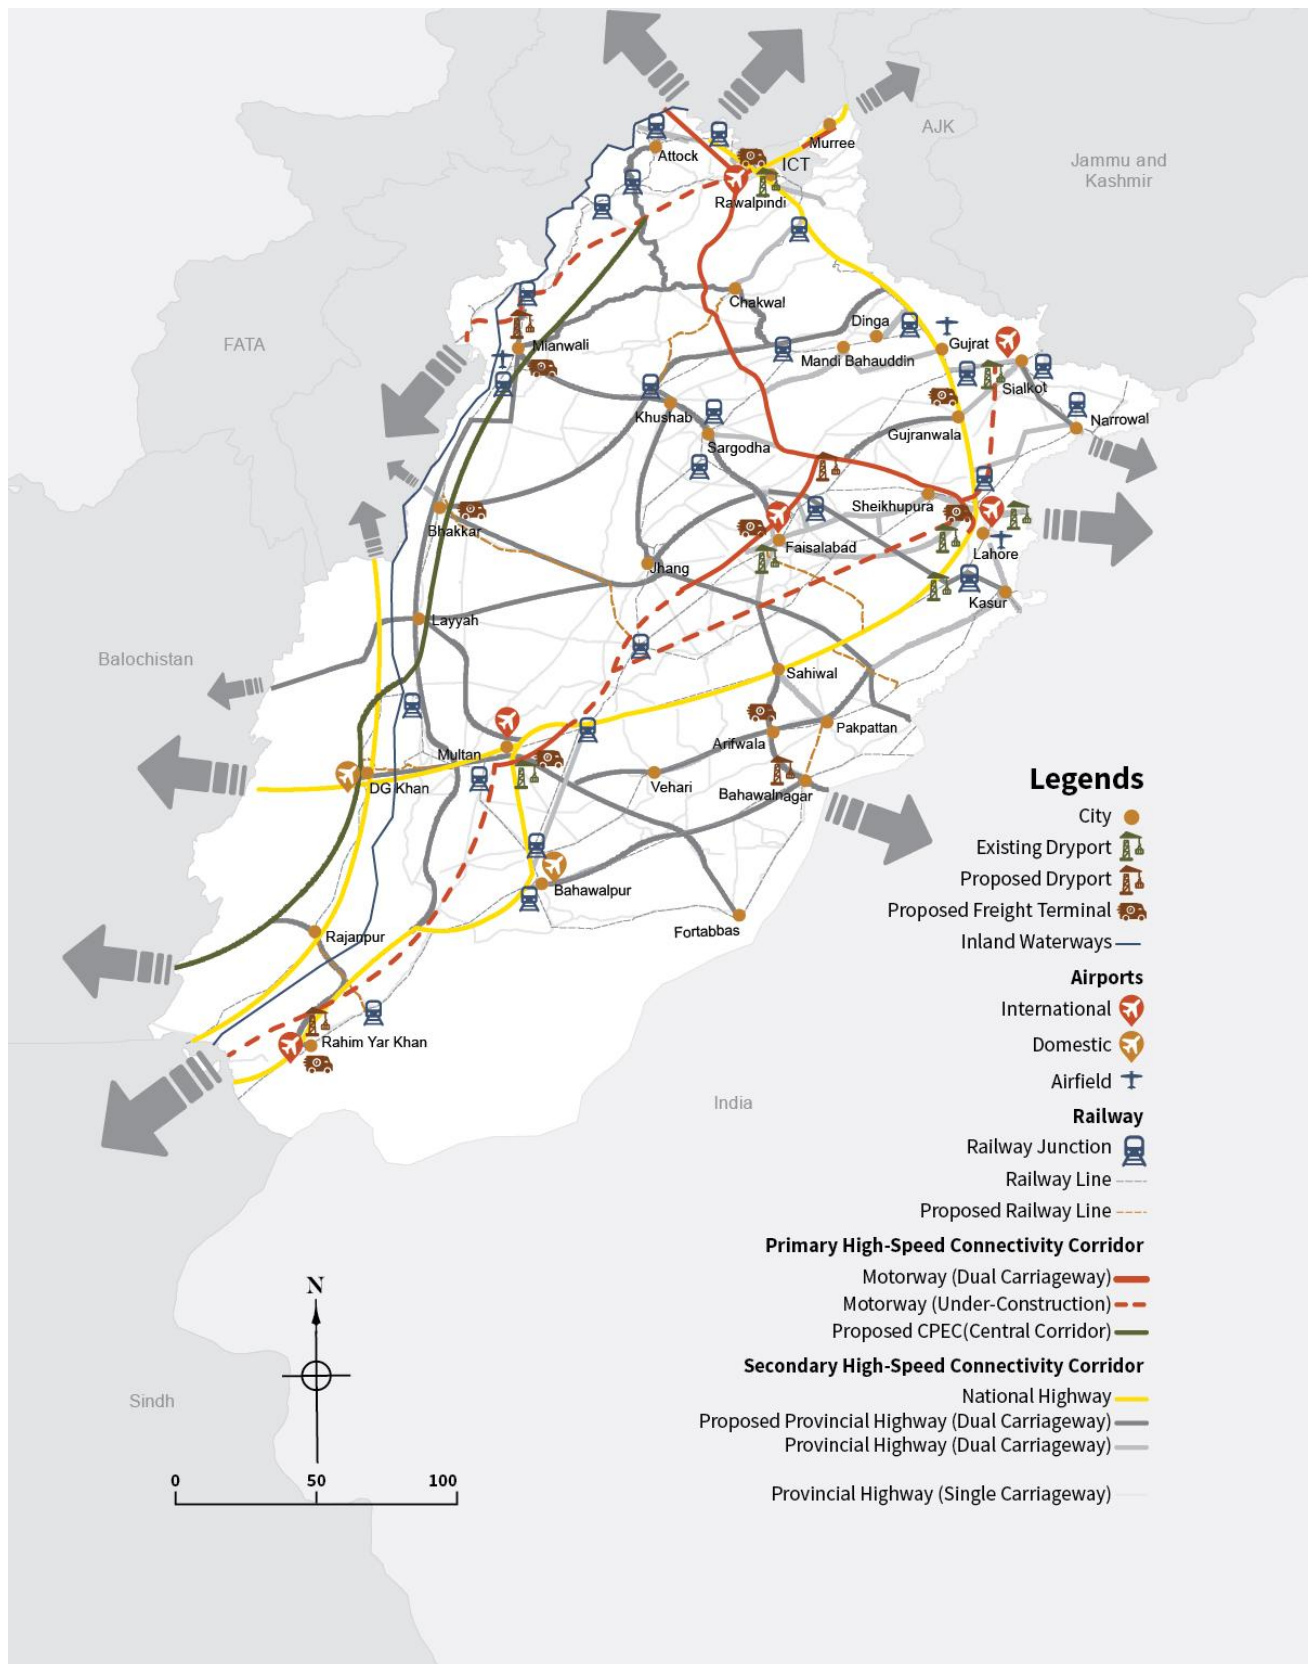 AJK
Jammu and
Kashmir
Murree
Attock
ICT
Rawalpindi
Chakwal
Dinga
FATA
Mianwali
Mandi Bahauddin
Gujrat
Sialkot
Khushab
Narrowal
Gujranwala
Sargodha
Sheikhupura
Bhakkar
Faisalabad
Lahore
Jhang
Kasur
Layyah
Balochistan
Sahiwal
Pakpattan
Arifwala
Multan
DG Khan
Vehari
Bahawalnagar
Bahawalpur
Fortabbas
Rajanpur
Rahim Yar Khan
India
Sindh
Legends
City
Existing Dryport
Proposed Dryport
Proposed Freight Terminal
Inland Waterways
Airports
International
Domestic
Airfield
Railway
Railway Junction
Railway Line
Proposed Railway Line
Primary High-Speed Connectivity Corridor
Motorway (Dual Carriageway)
Motorway (Under-Construction)
Proposed CPEC(Central Corridor)
Secondary High-Speed Connectivity Corridor
National Highway
Proposed Provincial Highway (Dual Carriageway)
Provincial Highway (Dual Carriageway)
Provincial Highway (Single Carriageway)
N
0 50 100